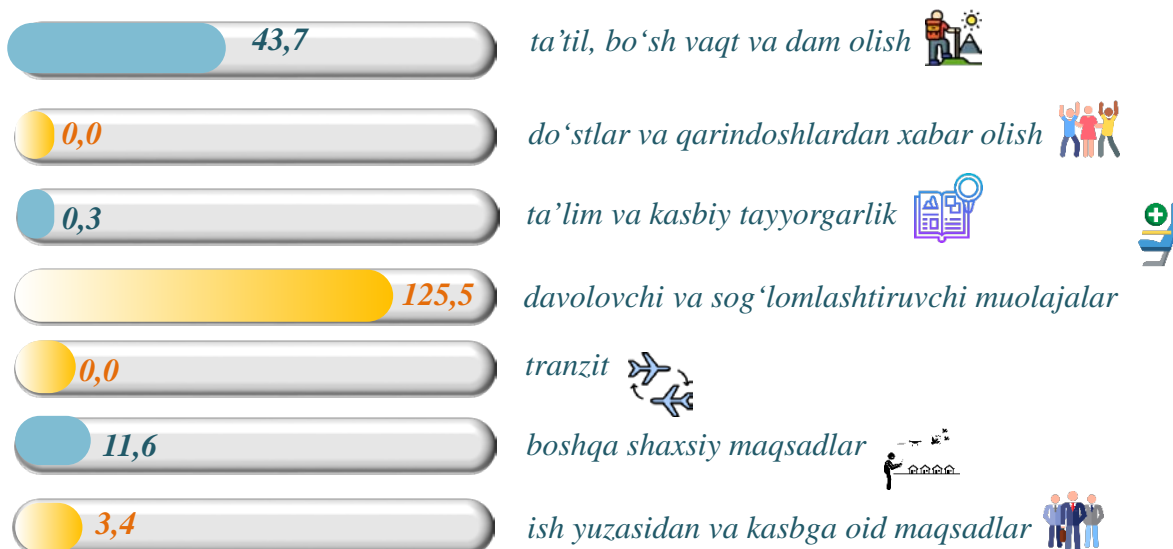 43,7 ta’til, bo‘sh vaqt va dam olish
0,0 do‘stlar va qarindoshlardan xabar olish
0,3 ta’lim va kasbiy tayyorgarlik
125,5 davolovchi va sog‘lomlashtiruvchi muolajalar
0,0 tranzit
11,6 boshqa shaxsiy maqsadlar
3,4 ish yuzasidan va kasbga oid maqsadlar